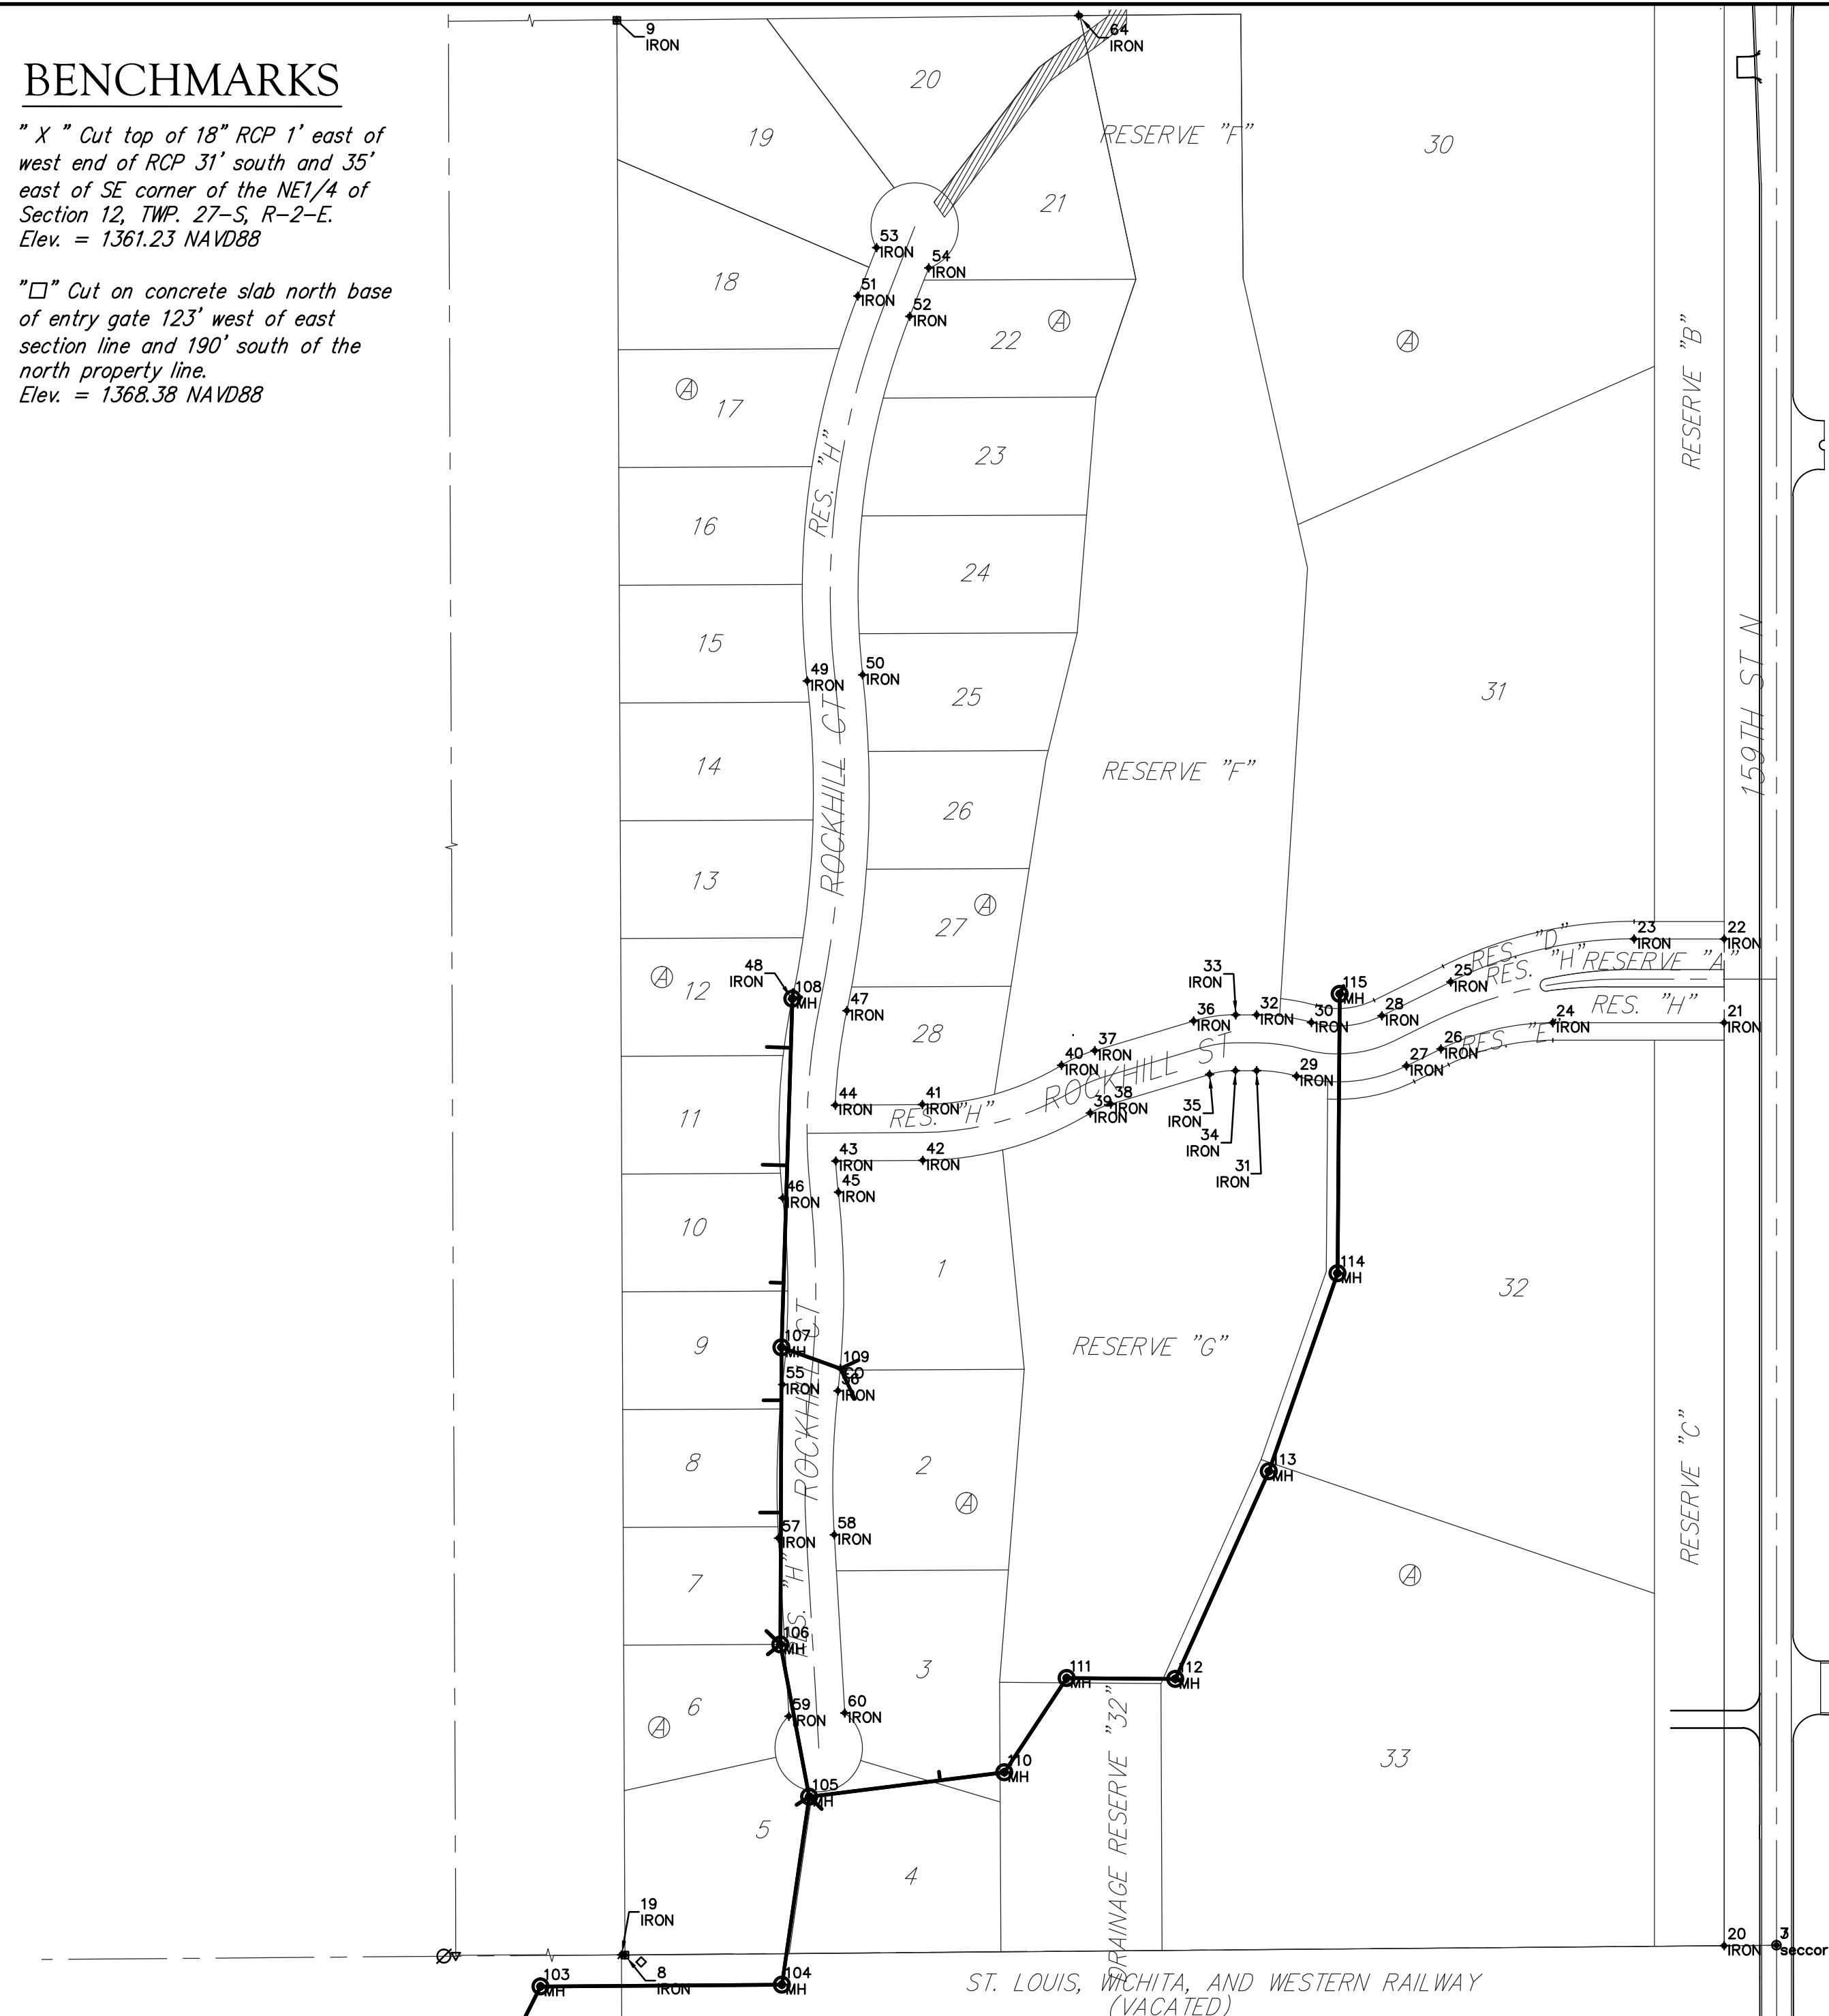 BENCHMARKS
" X " Cut top of 18" RCP 1' east of
west end of RCP 31' south and 35'
east of SE corner of the NE1/4 of
Section 12, TWP. 27-S, R-2-E.
Elev. = 1361.23 NAVD88
"□" Cut on concrete slab north base
of entry gate 123' west of east
section line and 190' south of the
north property line.
Elev. = 1368.38 NAVD88
9
IRON
64
IRON
20
19
RESERVE "F"
30
21
53
IRON
54
IRON
18
51
IRON
52
IRON
22
A
A
RESERVE "B"
A
17
RES. "H"
23
16
24
15
159TH ST N
49
IRON
50
IRON
25
31
ROCKHILL CT
14
RESERVE "F"
26
13
A
27
23
IRON
22
IRON
RES. "D"
RES. "H"
RESERVE "A"
48
IRON
A
12
108
MH
33
IRON
115
MH
25
IRON
47
IRON
36
IRON
32
IRON
30
IRON
28
IRON
24
IRON
RES. "H"
21
IRON
28
37
IRON
40
IRON
ROCKHILL ST
26
IRON
RES. "E"
27
IRON
29
IRON
11
44
IRON
41
IRON
RES. "H"
39
IRON
38
IRON
35
IRON
34
IRON
31
IRON
43
IRON
42
IRON
46
IRON
45
IRON
10
1
114
MH
32
ROCKHILL CT
9
107
MH
109
CO
RESERVE "G"
55
IRON
56
IRON
RESERVE "C"
8
2
113
MH
A
57
IRON
58
IRON
RES. "H"
7
A
106
MH
3
111
MH
112
MH
6
A
59
IRON
60
IRON
DRAINAGE RESERVE "32"
33
110
MH
105
MH
5
4
19
IRON
20
IRON
3
seccor
8
IRON
103
MH
104
MH
ST. LOUIS, WICHITA, AND WESTERN RAILWAY
(VACATED)